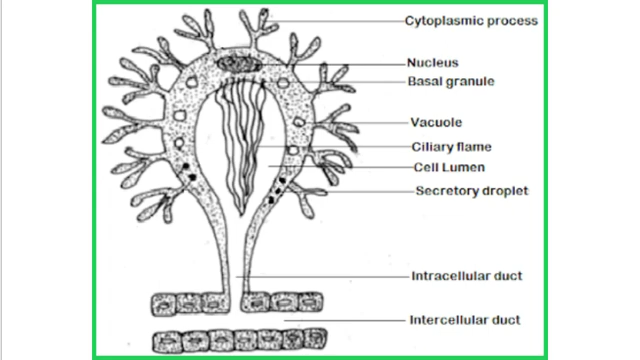 Cytoplasmic process
Nucleus
Basal granule
Vacuole
Ciliary flame
Cell Lumen
Secretory droplet
Intracellular duct
Intercellular duct